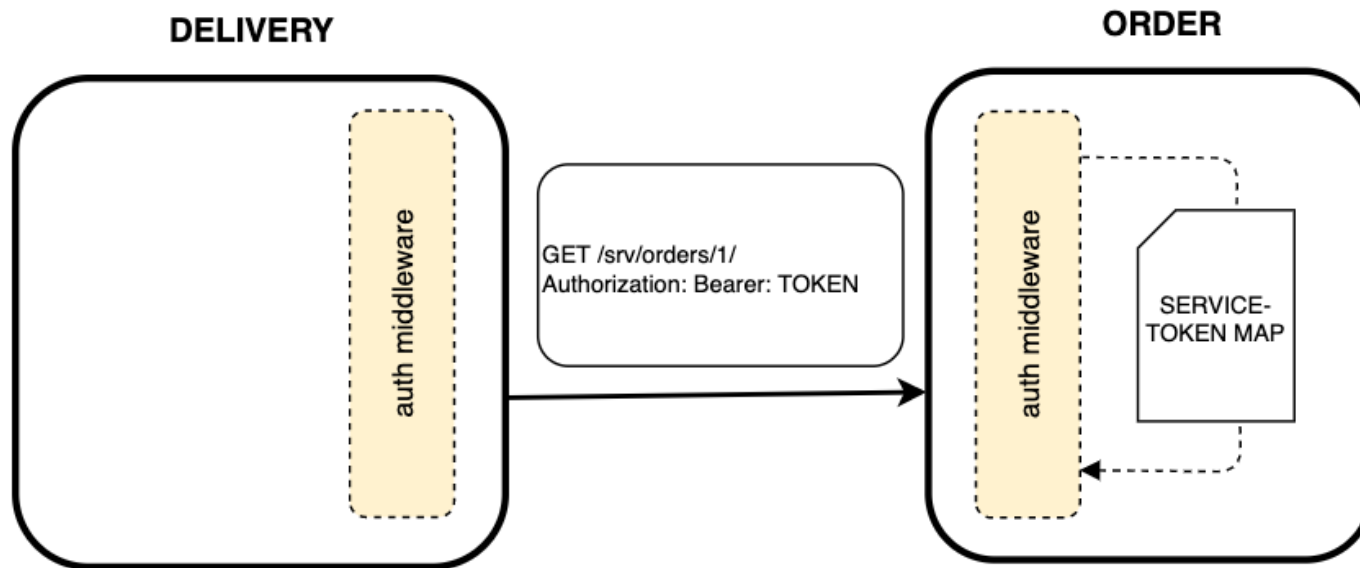 DELIVERY
ORDER
auth middleware
GET /srv/orders/1/
Authorization: Bearer: TOKEN
auth middleware
SERVICE-
TOKEN MAP